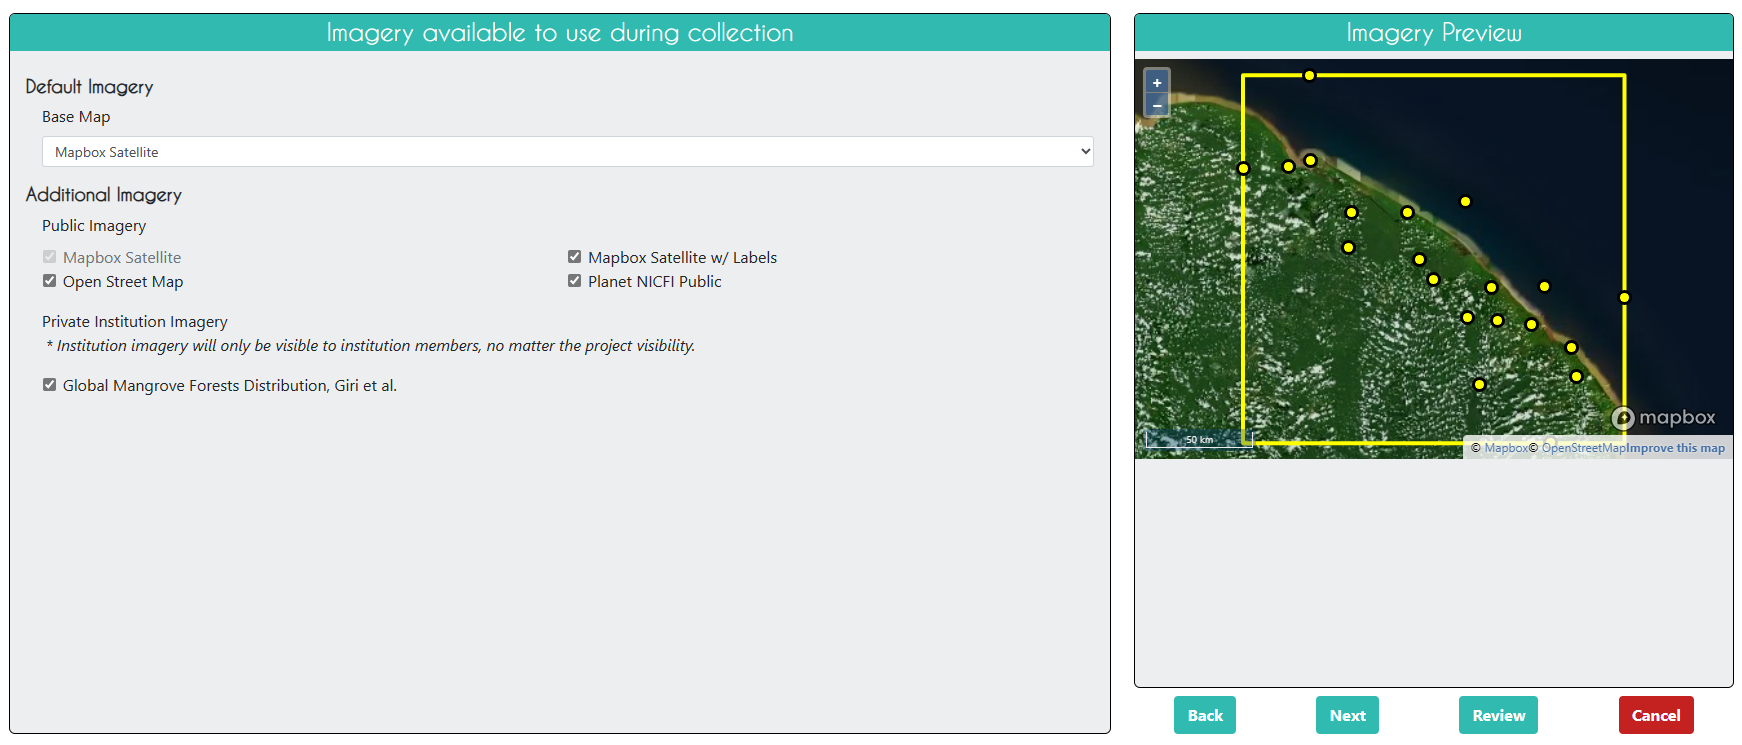 Imagery available to use during collection
Default Imagery
Base Map
Mapbox Satellite
Additional Imagery
Public Imagery
Mapbox Satellite
Mapbox Satellite w/ Labels
Open Street Map
Planet NICFI Public
Private Institution Imagery
* Institution imagery will only be visible to institution members, no matter the project visibility.
Global Mangrove Forests Distribution, Giri et al.
Imagery Preview
+
−
mapbox
50 km
© Mapbox© OpenStreetMapImprove this map
Back
Next
Review
Cancel